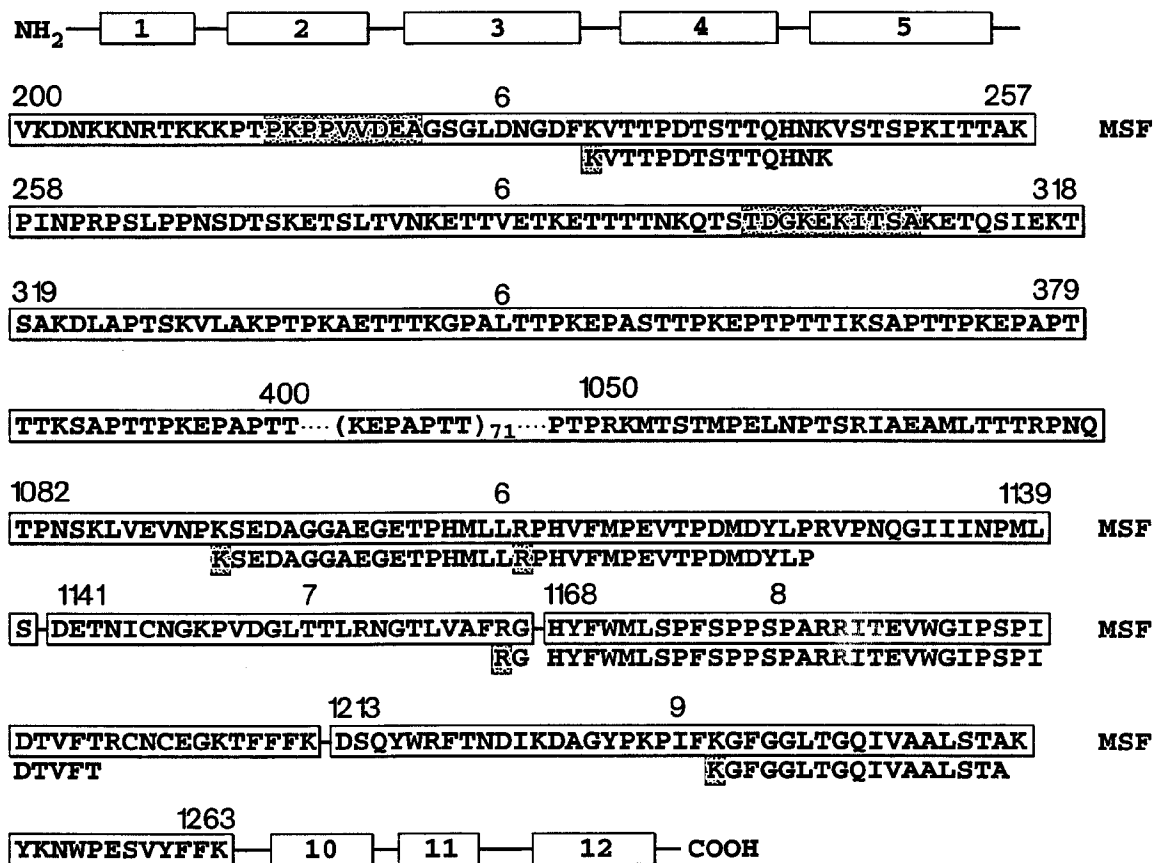 NH2 1 2 3 4 5
200 6 257
VKDNKKNRTKKKPTPKPPVVDEAGSGLDNGDFKVTTPDTSTTQHNKVSTSPKITTAK MSF
KVTTPDTSTTQHNK
258 6 318
PINPRPSLPPNSDTSKETSLTVNKETTVETKETTTTNKQTSTDGKEKITSAKETQSIEKT
319 6 379
SAKDLAPTSKVLAKPTPKAETTTKGPALTTPKEPASTTPKEPTPTTIKSAPTTPKEPAPT
400 1050
TTKSAPTTPKEPAPTT····(KEPAPTT)71····PTPRKMTSTMPELNPTSRIAEAMLTTTTRPNQ
1082 6 1139
TPNSKLVEVNPKSEDAGGAEGETPHMLLRPHVFMPEVTPDMDYLPRVPNQGIIINPML MSF
KSEDAGGAEGETPHMLLRPHVFMPEVTPDMDYLP
1141 7 1168 8
S DETNICNGKPVDGLTTLRNGTLVAFRG HYFWMLSPFSPPSPARRITEVWGIPSPI MSF
RG HYFWMLSPFSPPSPARRITEVWGIPSPI
1213 9
DTVFTRCNCEGKTFFFK DSQYWRFTNDIKDAGYPKPIFKGFGGLTGQIVAALSTAK MSF
DTVFT KGFGGLTGQIVAALSTA
1263
YKNWPESVYFFK 10 11 12 COOH